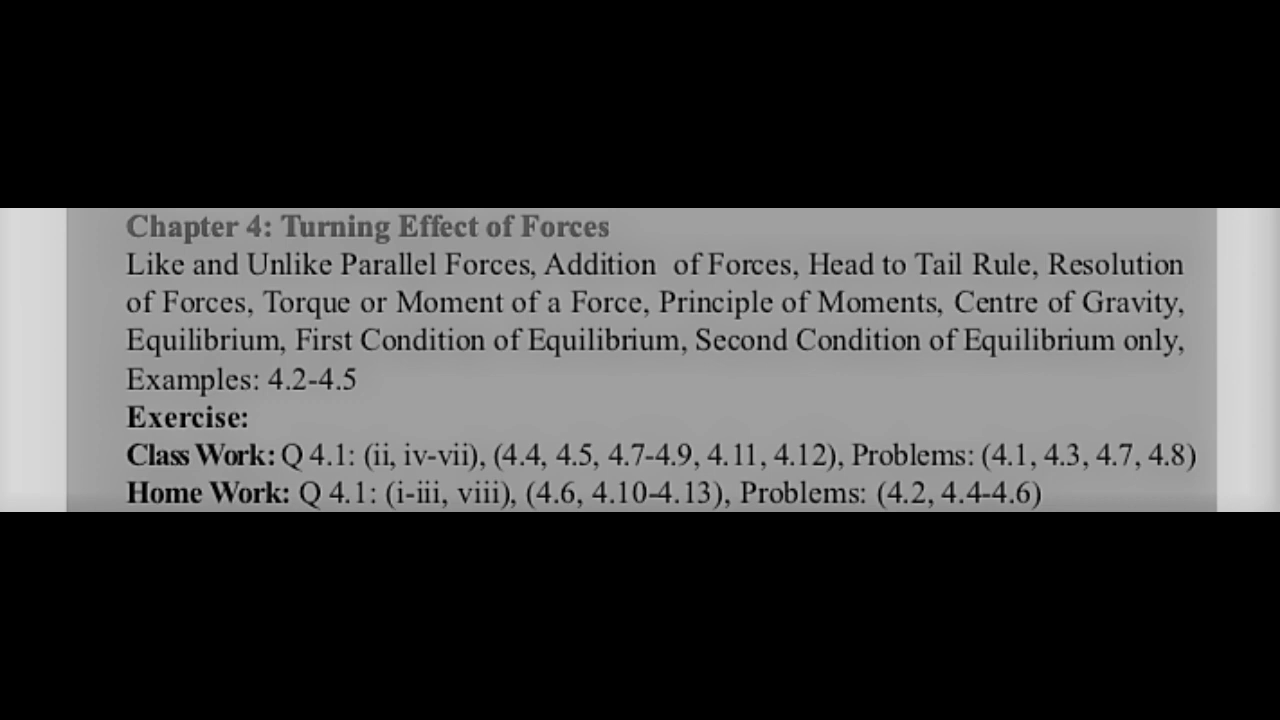 Chapter 4: Turning Effect of Forces
Like and Unlike Parallel Forces, Addition of Forces, Head to Tail Rule, Resolution
of Forces, Torque or Moment of a Force, Principle of Moments, Centre of Gravity,
Equilibrium, First Condition of Equilibrium, Second Condition of Equilibrium only,
Examples: 4.2-4.5
Exercise:
Class Work: Q 4.1: (ii, iv-vii), (4.4, 4.5, 4.7-4.9, 4.11, 4.12), Problems: (4.1, 4.3, 4.7, 4.8)
Home Work: Q 4.1: (i-iii, viii), (4.6, 4.10-4.13), Problems: (4.2, 4.4-4.6)